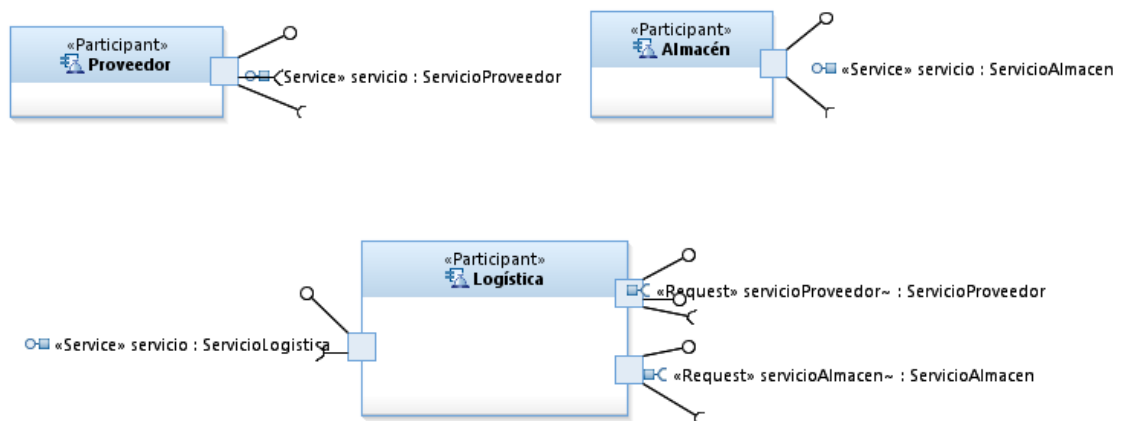 «Participant»
Proveedor
«Service» servicio : ServicioProveedor
«Participant»
Almacén
«Service» servicio : ServicioAlmacen
«Participant»
Logística
«Request» servicioProveedor~ : ServicioProveedor
«Service» servicio : ServicioLogistica
«Request» servicioAlmacen~ : ServicioAlmacen